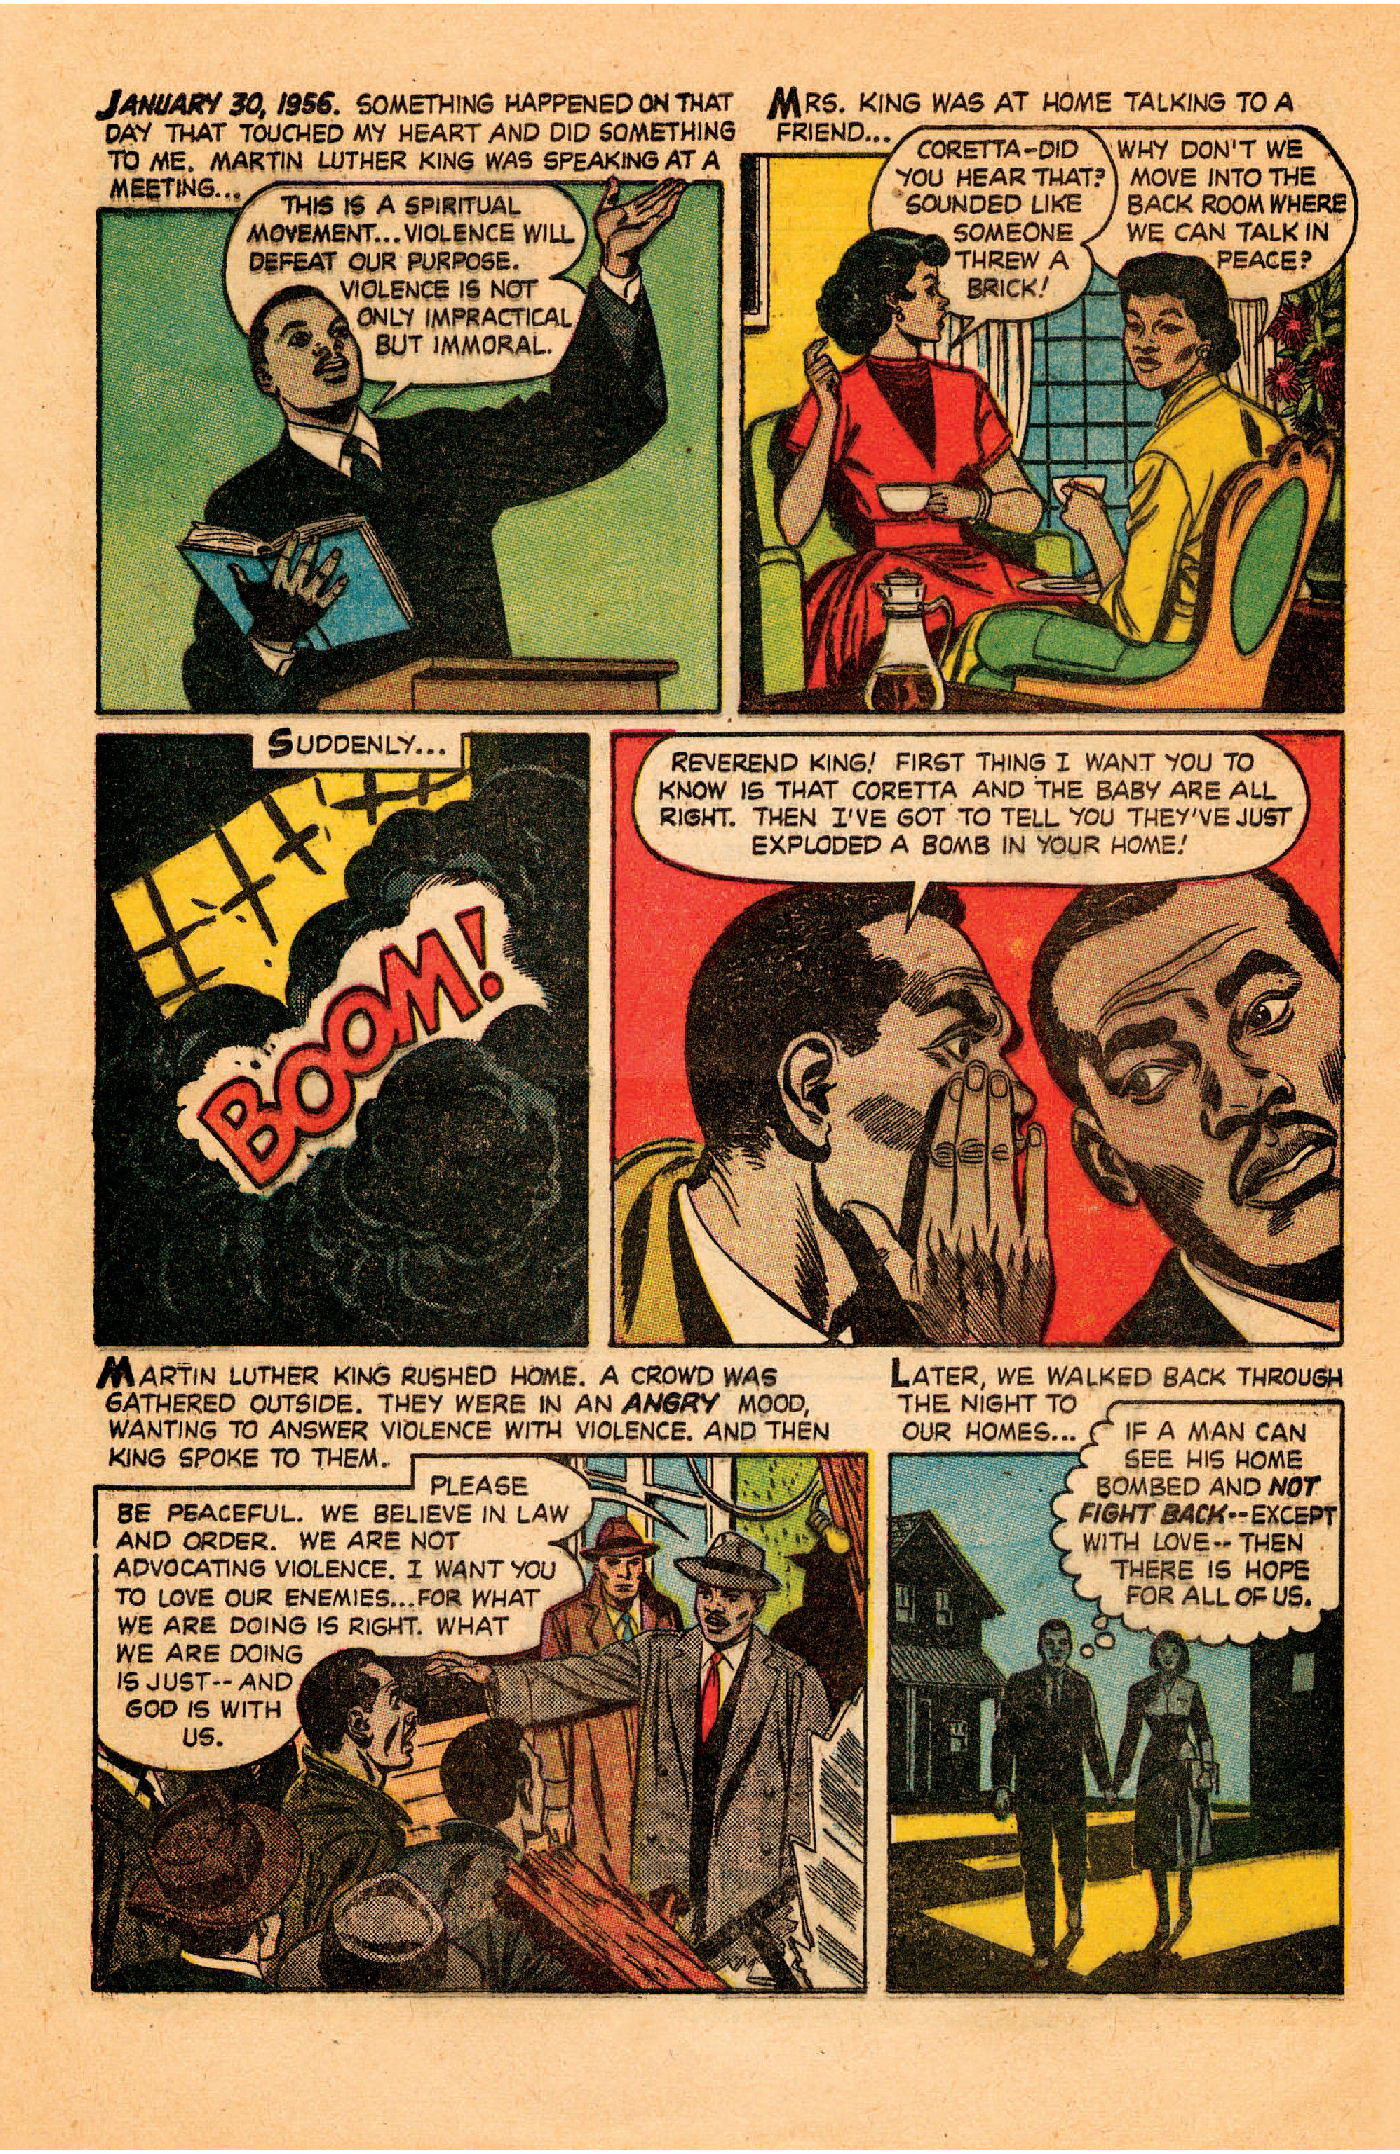 JANUARY 30, 1956. SOMETHING HAPPENED ON THAT
DAY THAT TOUCHED MY HEART AND DID SOMETHING
TO ME. MARTIN LUTHER KING WAS SPEAKING AT A
MEETING...
THIS IS A SPIRITUAL
MOVEMENT...VIOLENCE WILL
DEFEAT OUR PURPOSE.
VIOLENCE IS NOT
ONLY IMPRACTICAL
BUT IMMORAL.
MRS. KING WAS AT HOME TALKING TO A
FRIEND...
CORETTA-DID
YOU HEAR THAT?
SOUNDED LIKE
SOMEONE
THREW A
BRICK!
WHY DON'T WE
MOVE INTO THE
BACK ROOM WHERE
WE CAN TALK IN
PEACE?
SUDDENLY...
BOOM!
REVEREND KING! FIRST THING I WANT YOU TO
KNOW IS THAT CORETTA AND THE BABY ARE ALL
RIGHT. THEN I'VE GOT TO TELL YOU THEY'VE JUST
EXPLODED A BOMB IN YOUR HOME!
MARTIN LUTHER KING RUSHED HOME. A CROWD WAS
GATHERED OUTSIDE. THEY WERE IN AN ANGRY MOOD,
WANTING TO ANSWER VIOLENCE WITH VIOLENCE. AND THEN
KING SPOKE TO THEM.
PLEASE
BE PEACEFUL. WE BELIEVE IN LAW
AND ORDER. WE ARE NOT
ADVOCATING VIOLENCE. I WANT YOU
TO LOVE OUR ENEMIES...FOR WHAT
WE ARE DOING IS RIGHT. WHAT
WE ARE DOING
IS JUST-- AND
GOD IS WITH
US.
LATER, WE WALKED BACK THROUGH
THE NIGHT TO
OUR HOMES...
IF A MAN CAN
SEE HIS HOME
BOMBED AND NOT
FIGHT BACK--EXCEPT
WITH LOVE-- THEN
THERE IS HOPE
FOR ALL OF US.